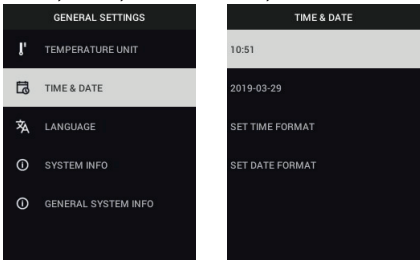 GENERAL SETTINGS
TEMPERATURE UNIT
TIME & DATE
LANGUAGE
SYSTEM INFO
GENERAL SYSTEM INFO
TIME & DATE
10:51
2019-03-29
SET TIME FORMAT
SET DATE FORMAT